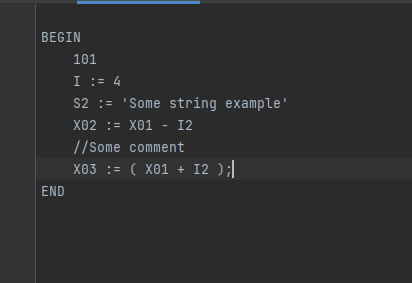 BEGIN
101
I := 4
S2 := 'Some string example'
X02 := X01 - I2
//Some comment
X03 := ( X01 + I2 );
END